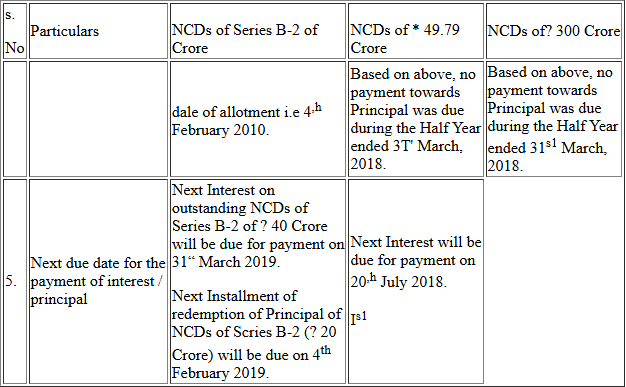 s.
No
Particulars
NCDs of Series B-2 of
Crore
NCDs of * 49.79
Crore
NCDs of? 300 Crore
dale of allotment i.e 4,h
February 2010.
Based on above, no
payment towards
Principal was due
during the Half Year
ended 3T' March,
2018.
Based on above, no
payment towards
Principal was due
during the Half Year
ended 31s1 March,
2018.
5.
Next due date for the
payment of interest /
principal
Next Interest on
outstanding NCDs of
Series B-2 of ? 40 Crore
will be due for payment on
31“ March 2019.
Next Installment of
redemption of Principal of
NCDs of Scries B-2 (? 20
Crore) will be due on 4th
February 2019.
Next Interest will be
due for payment on
20,h July 2018.
Is1